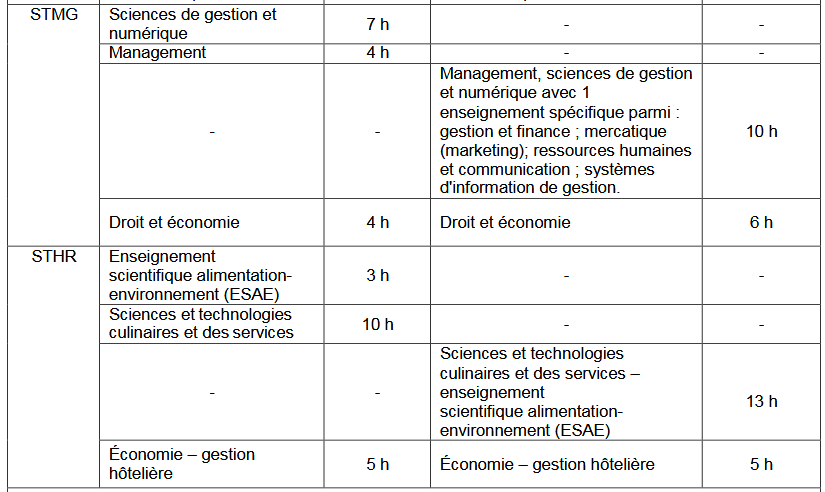 STMG
Sciences de gestion et
numérique
7 h
-
-
Management
4 h
-
-
-
-
Management, sciences de gestion
et numérique avec 1
enseignement spécifique parmi :
gestion et finance ; mercatique
(marketing); ressources humaines
et communication ; systèmes
d'information de gestion.
10 h
Droit et économie
4 h
Droit et économie
6 h
STHR
Enseignement
scientifique alimentation-
environnement (ESAE)
3 h
-
-
Sciences et technologies
culinaires et des services
10 h
-
-
-
-
Sciences et technologies
culinaires et des services –
enseignement
scientifique alimentation-
environnement (ESAE)
13 h
Économie – gestion
hôtelière
5 h
Économie – gestion hôtelière
5 h